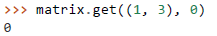 >>> matrix.get((1, 3), 0)
0